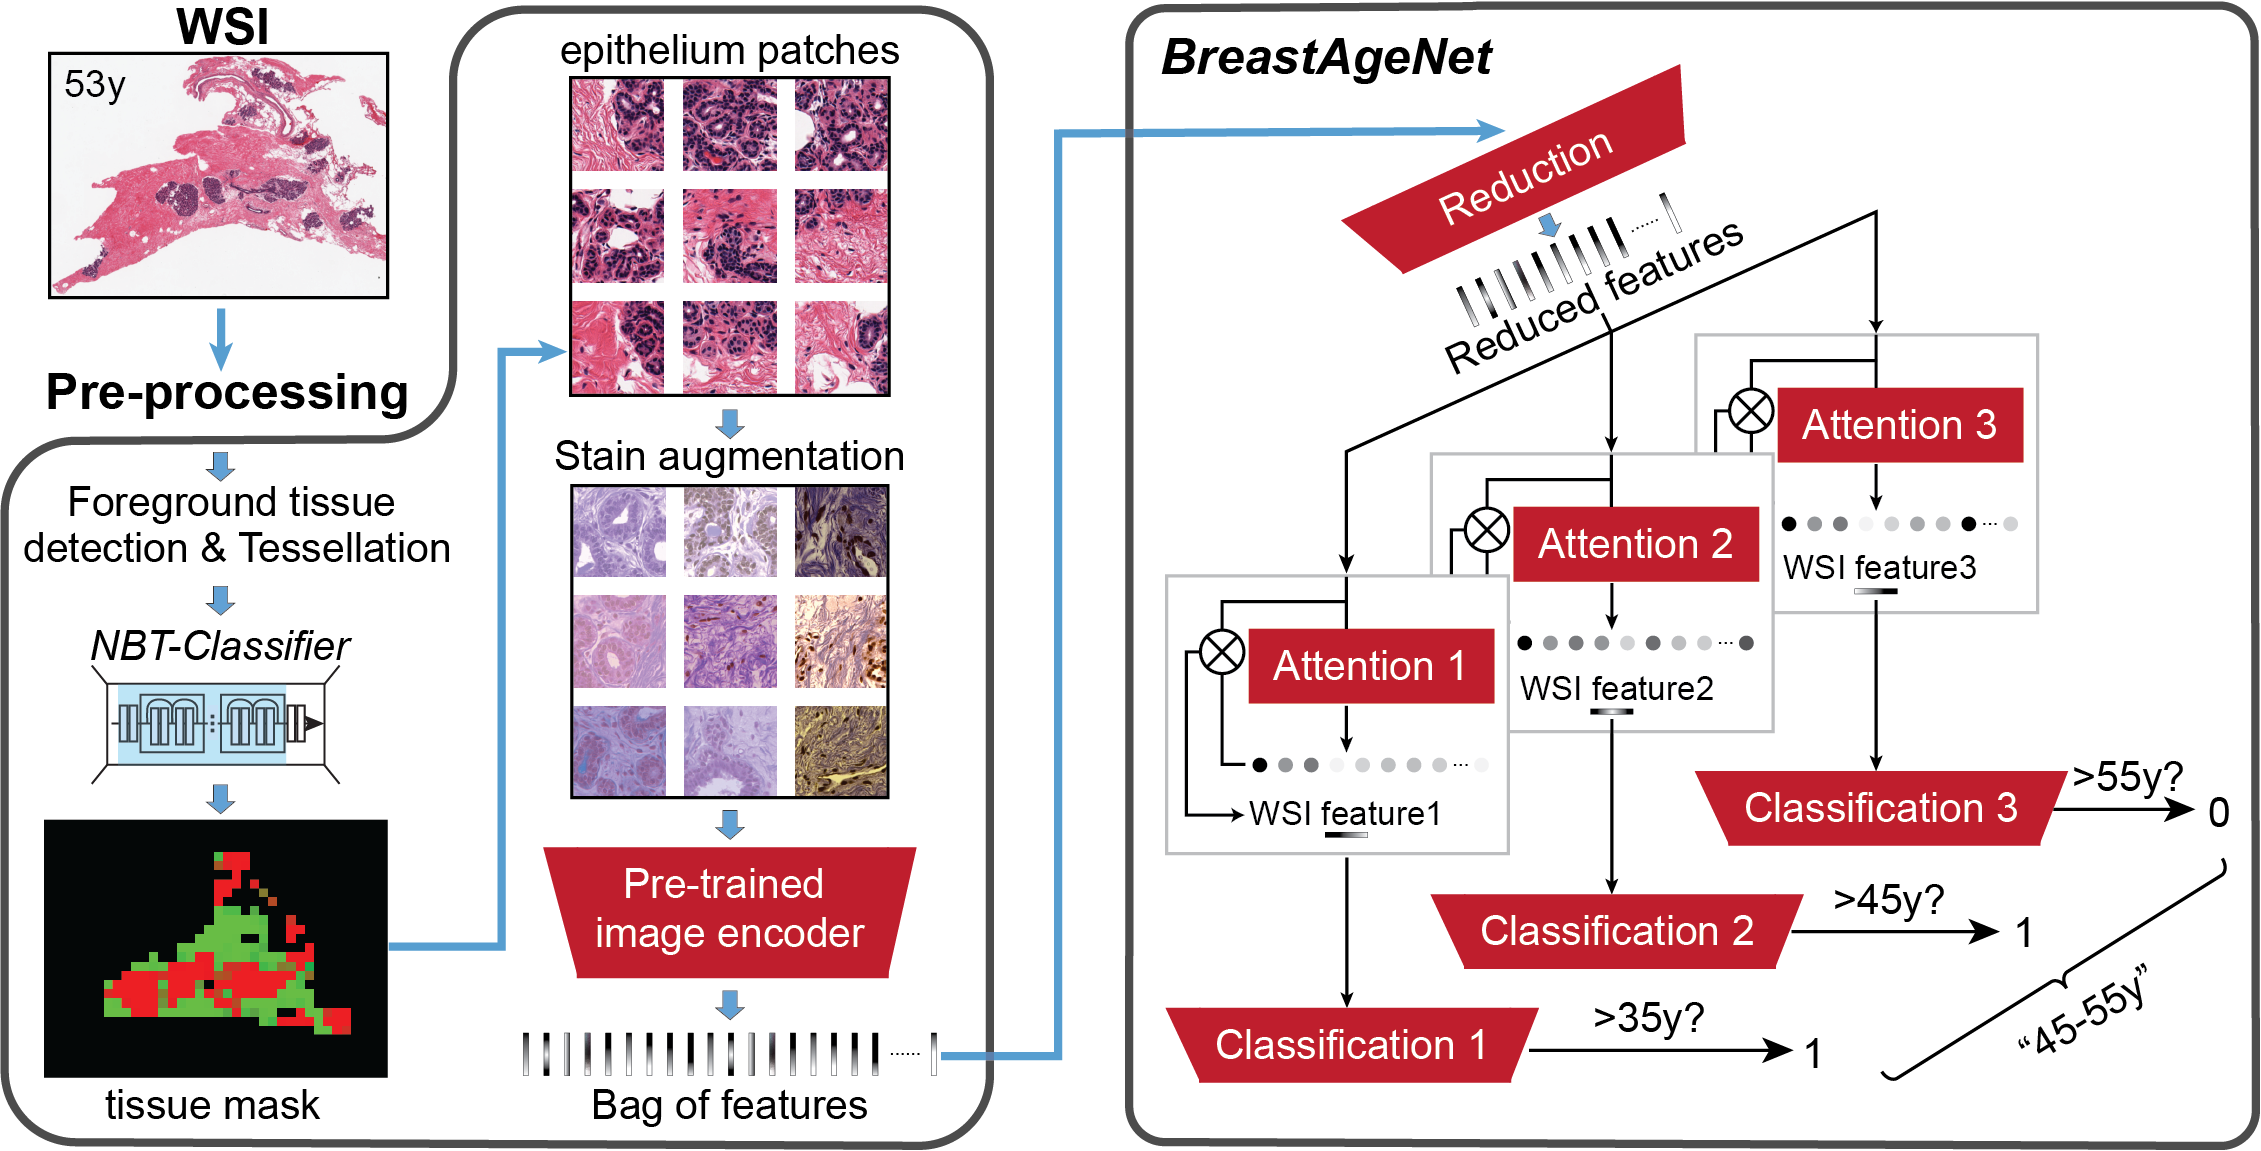 WSI
53y
Pre-processing
Foreground tissue
detection & Tessellation
NBT-Classifier
tissue mask
epithelium patches
Stain augmentation
Pre-trained
image encoder
Bag of features
BreastAgeNet
Reduction
Reduced features
Attention 3
WSI feature3
Attention 2
WSI feature2
Attention 1
WSI feature1
Classification 3
>55y?
0
Classification 2
>45y?
1
Classification 1
>35y?
1
“45-55y”